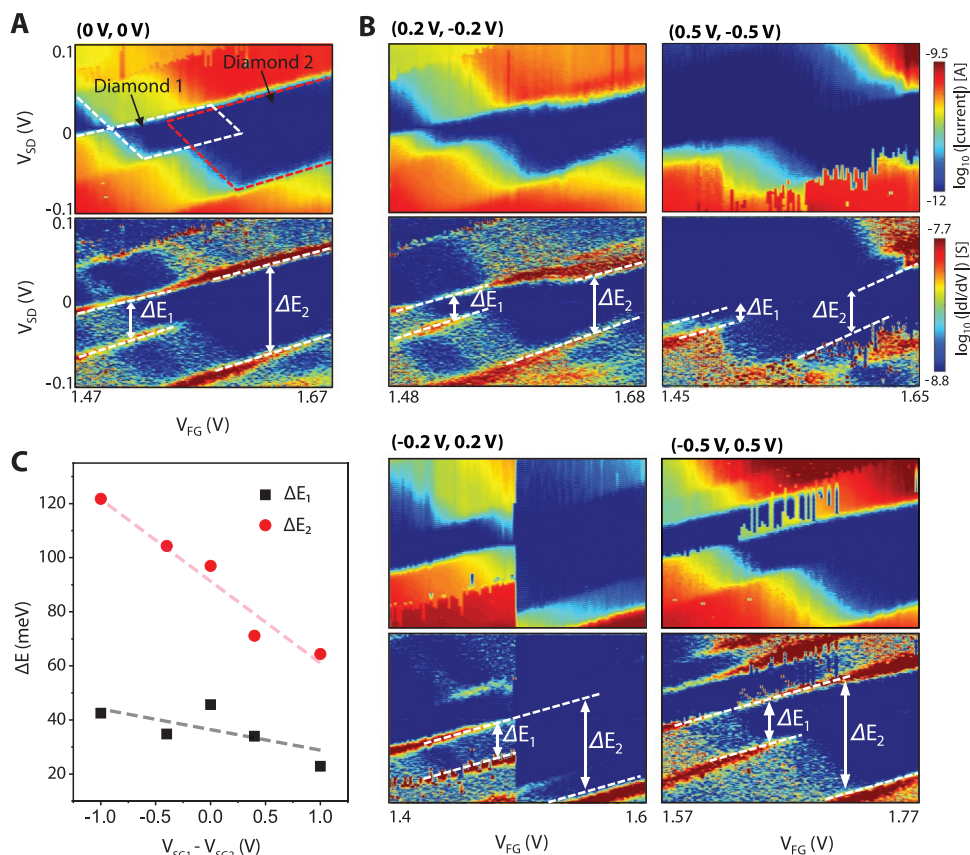 A
(0 V, 0 V)
0.1
V_SD (V)
0
-0.1
Diamond 1
Diamond 2
0.1
V_SD (V)
0
-0.1
ΔE₁
ΔE₂
1.47
1.67
V_FG (V)
B
(0.2 V, -0.2 V)
(0.5 V, -0.5 V)
-9.5
log₁₀ (|current|) [A]
-12
-7.7
log₁₀ (|dI/dV|) [S]
-8.8
ΔE₁
ΔE₂
ΔE₁
ΔE₂
1.48
1.68
1.45
1.65
V_FG (V)
(-0.2 V, 0.2 V)
(-0.5 V, 0.5 V)
ΔE₁
ΔE₂
ΔE₁
ΔE₂
1.4
1.6
1.57
1.77
V_FG (V)
C
ΔE₁
ΔE₂
120
100
80
60
40
20
ΔE (meV)
-1.0
-0.5
0.0
0.5
1.0
V_SG1 - V_SG2 (V)